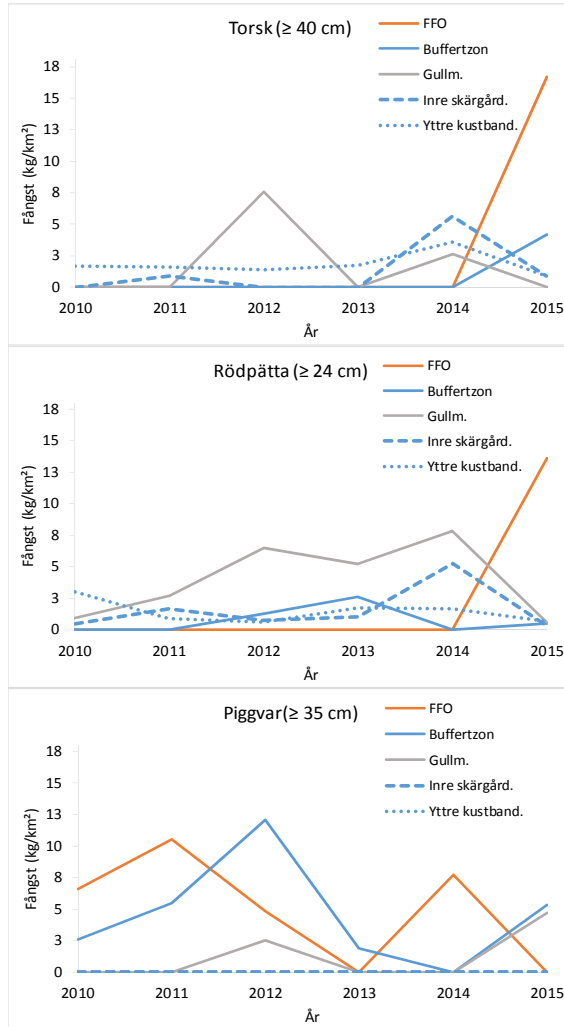 Torsk (≥ 40 cm)
FFO
Buffertzon
Gullm.
Inre skärgård.
Yttre kustband.
18
15
13
10
8
5
3
0
Fångst (kg/km²)
2010 2011 2012 2013 2014 2015
År
Rödpätta (≥ 24 cm)
FFO
Buffertzon
Gullm.
Inre skärgård.
Yttre kustband.
18
15
13
10
8
5
3
0
Fångst (kg/km²)
2010 2011 2012 2013 2014 2015
År
Piggvar (≥ 35 cm)
FFO
Buffertzon
Gullm.
Inre skärgård.
Yttre kustband.
18
15
13
10
8
5
3
0
Fångst (kg/km²)
2010 2011 2012 2013 2014 2015
År